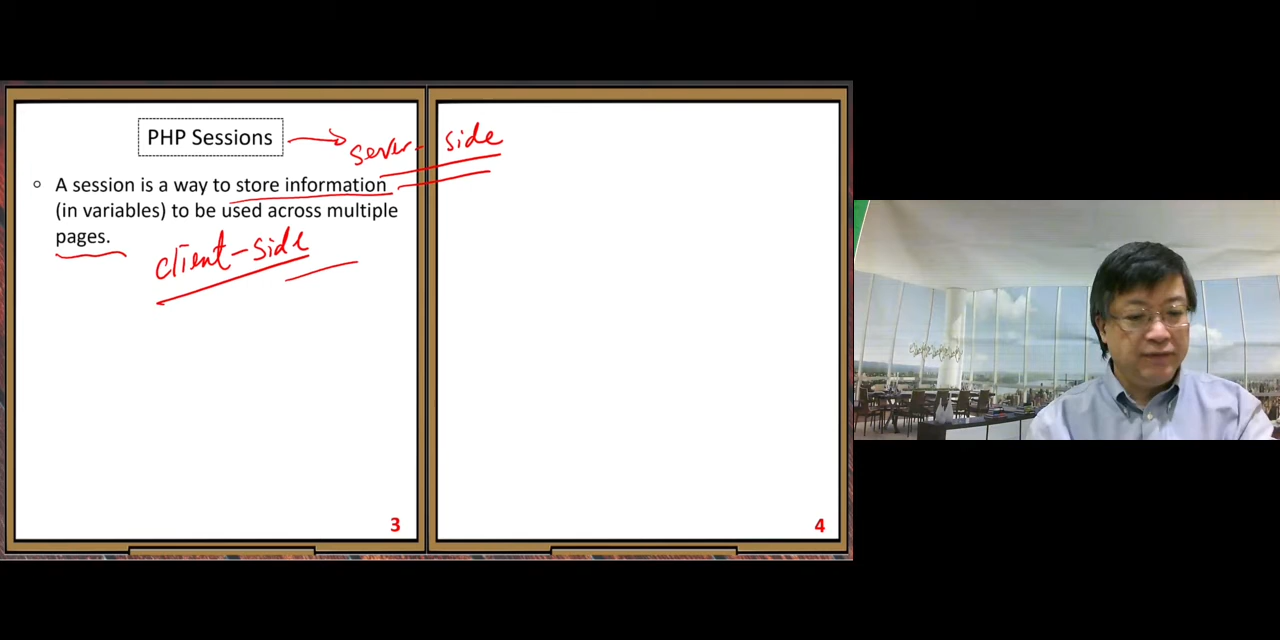 PHP Sessions
sever-side
○ A session is a way to store information
(in variables) to be used across multiple
pages.
client-side
3
4